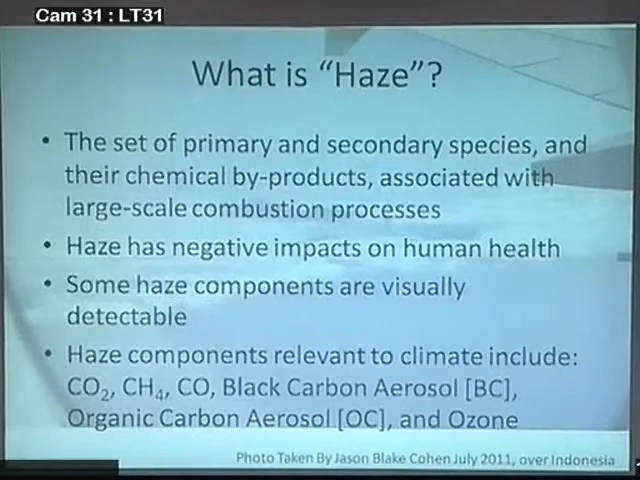 Cam 31 : LT31
What is “Haze”?
• The set of primary and secondary species, and
their chemical by-products, associated with
large-scale combustion processes
• Haze has negative impacts on human health
• Some haze components are visually
detectable
• Haze components relevant to climate include:
CO₂, CH₄, CO, Black Carbon Aerosol [BC],
Organic Carbon Aerosol [OC], and Ozone
Photo Taken By Jason Blake Cohen July 2011, over Indonesia